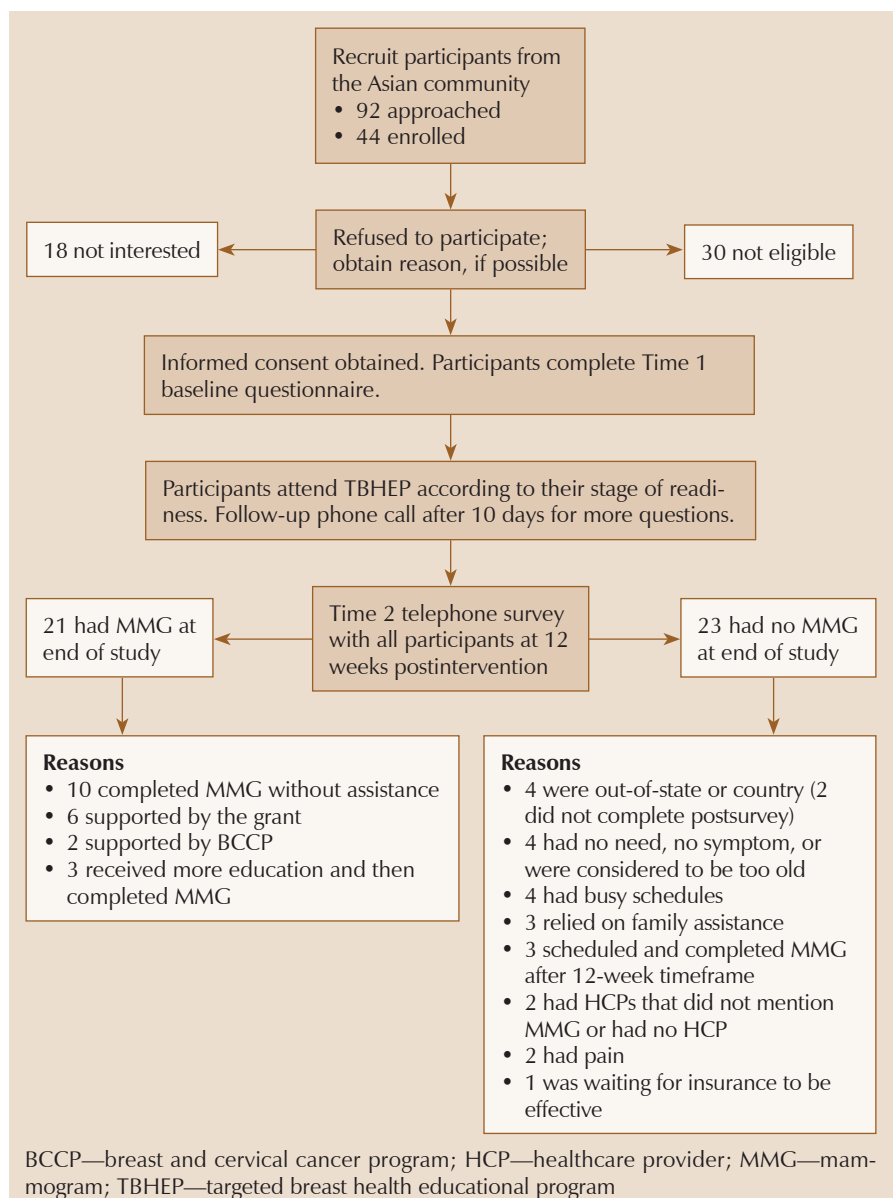 Recruit participants from
the Asian community
• 92 approached
• 44 enrolled
18 not interested
Refused to participate;
obtain reason, if possible
30 not eligible
Informed consent obtained. Participants complete Time 1
baseline questionnaire.
Participants attend TBHEP according to their stage of readi-
ness. Follow-up phone call after 10 days for more questions.
21 had MMG at
end of study
Time 2 telephone survey
with all participants at 12
weeks postintervention
23 had no MMG
at end of study
Reasons
• 10 completed MMG without assistance
• 6 supported by the grant
• 2 supported by BCCP
• 3 received more education and then
completed MMG
Reasons
• 4 were out-of-state or country (2
did not complete postsurvey)
• 4 had no need, no symptom, or
were considered to be too old
• 4 had busy schedules
• 3 relied on family assistance
• 3 scheduled and completed MMG
after 12-week timeframe
• 2 had HCPs that did not mention
MMG or had no HCP
• 2 had pain
• 1 was waiting for insurance to be
effective
BCCP—breast and cervical cancer program; HCP—healthcare provider; MMG—mam-
mogram; TBHEP—targeted breast health educational program